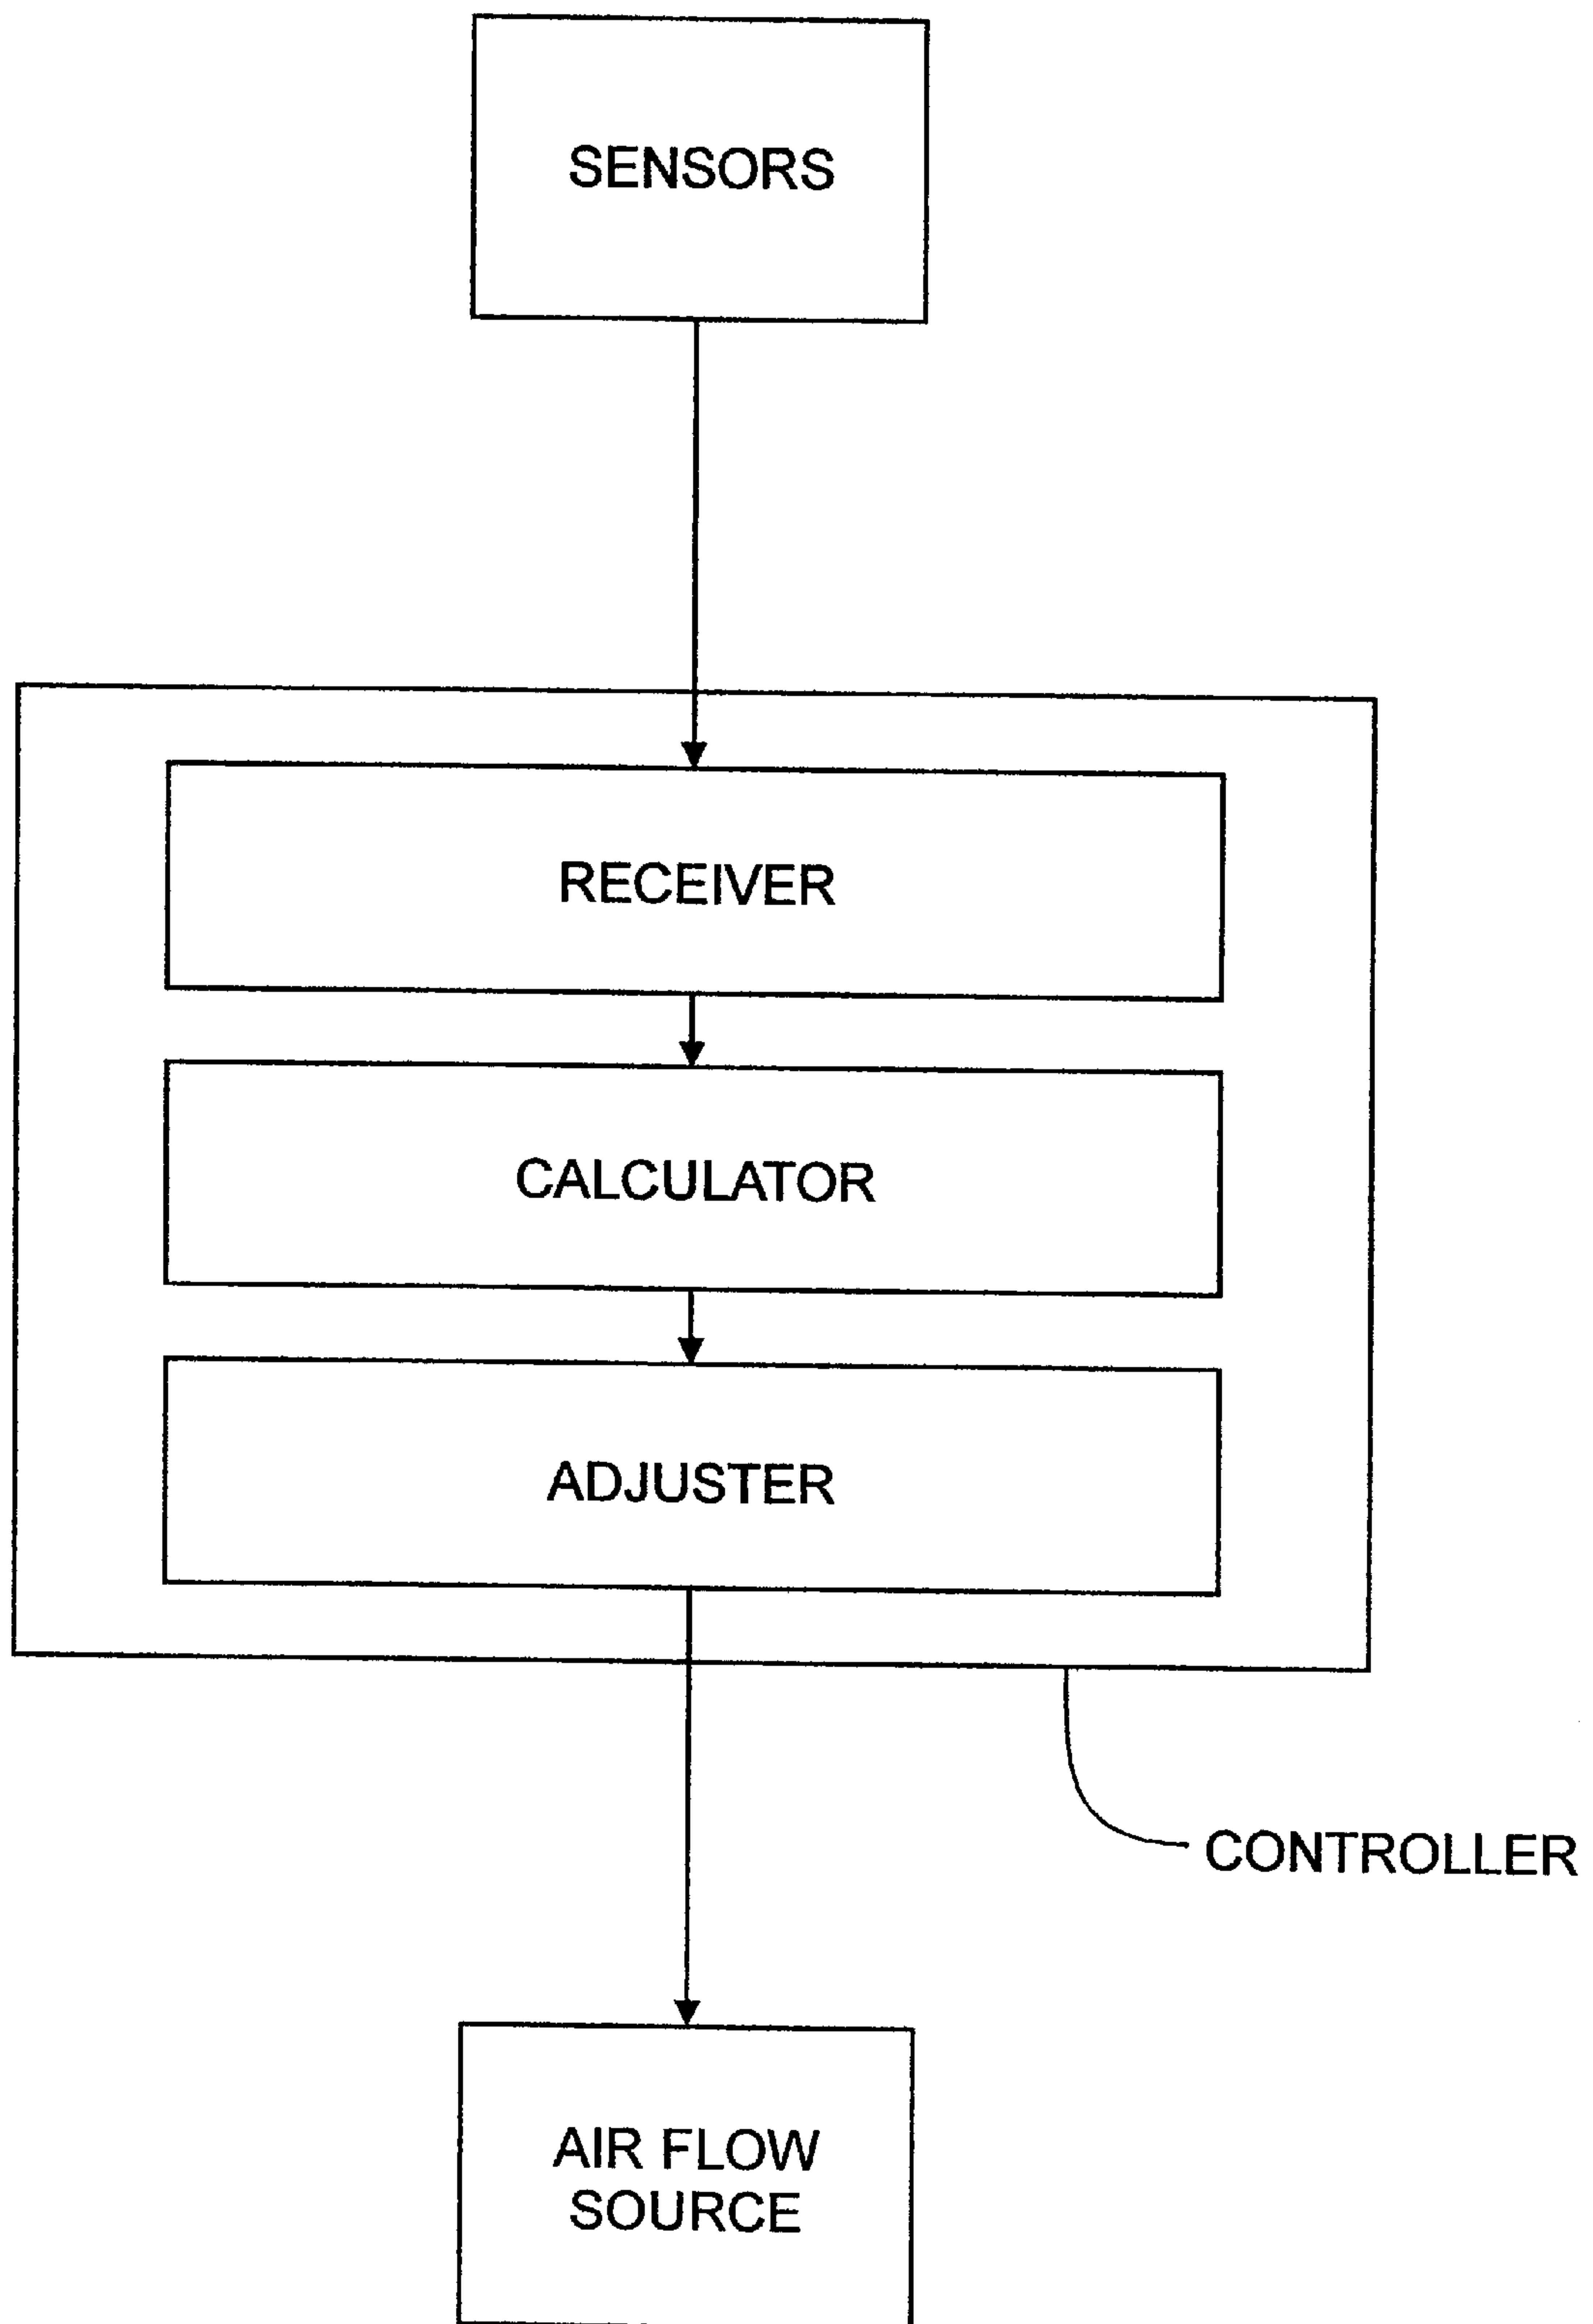 SENSORS
RECEIVER
CALCULATOR
ADJUSTER
CONTROLLER
AIR FLOW
SOURCE